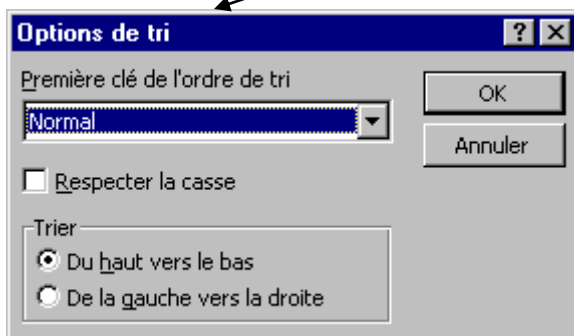 Options de tri
Première clé de l'ordre de tri
Normal
Respecter la casse
Trier
Du haut vers le bas
De la gauche vers la droite
OK
Annuler